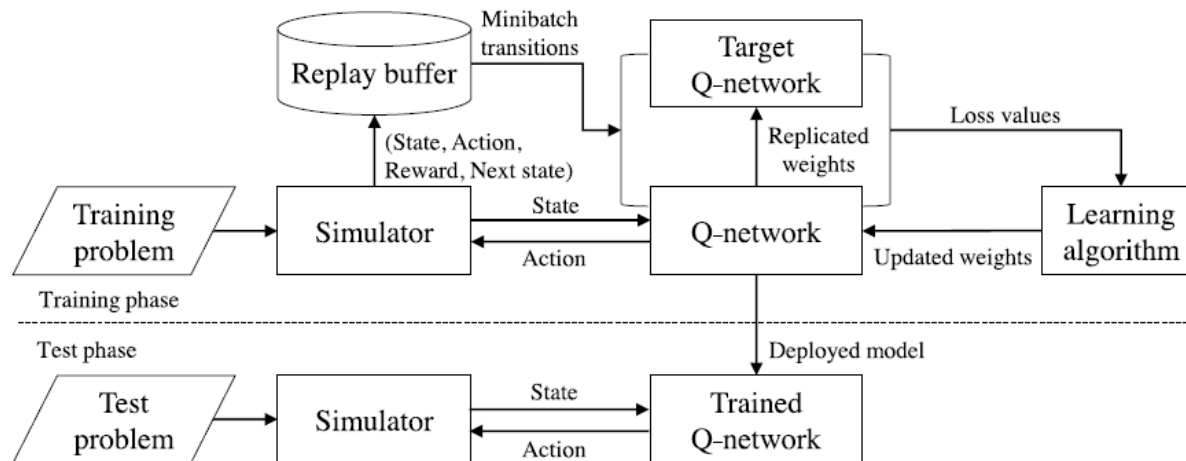 Minibatch
transitions
Target
Q-network
Replay buffer
Loss values
(State, Action,
Reward, Next state)
Replicated
weights
Training
problem
Simulator
State
Action
Q-network
Updated weights
Learning
algorithm
Training phase
Test phase
Deployed model
Test
problem
Simulator
State
Action
Trained
Q-network